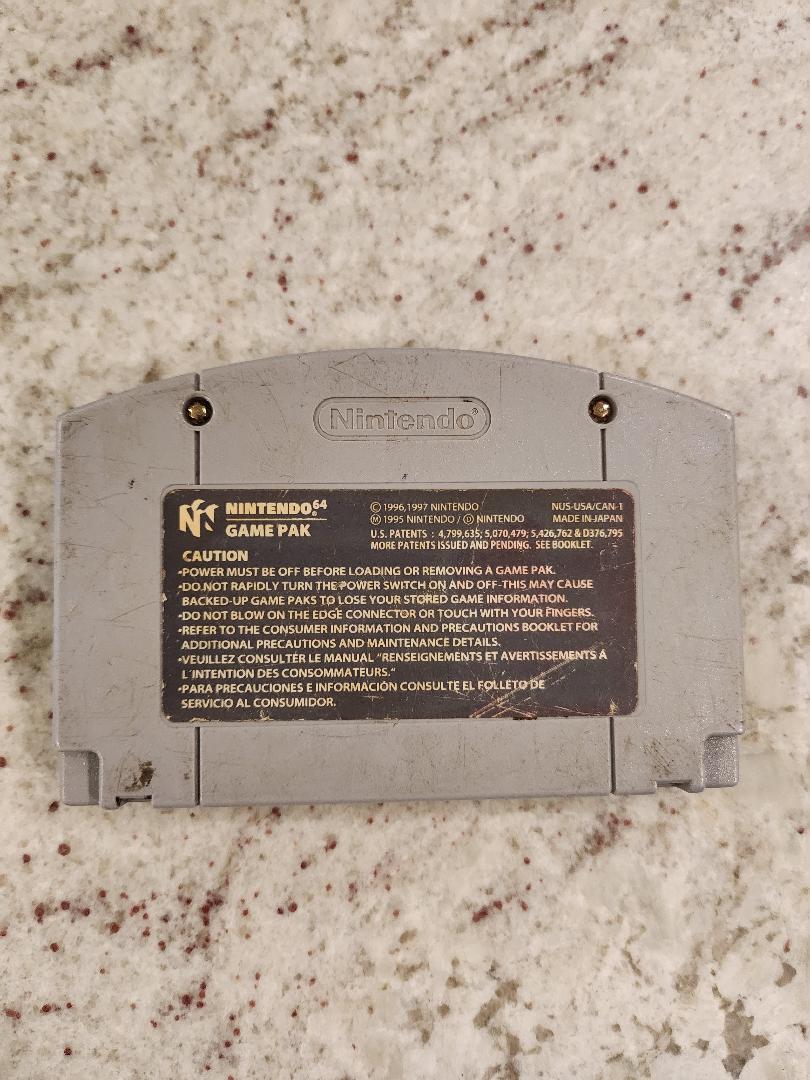 Nintendo®
NINTENDO64®
GAME PAK
©1996,1997 NINTENDO
Ⓜ 1995 NINTENDO / Ⓓ NINTENDO
NUS-USA/CAN-1
MADE IN JAPAN
U.S. PATENTS : 4,799,635; 5,070,479; 5,426,762 & D376,795
MORE PATENTS ISSUED AND PENDING. SEE BOOKLET.
CAUTION
•POWER MUST BE OFF BEFORE LOADING OR REMOVING A GAME PAK.
•DO NOT RAPIDLY TURN THE POWER SWITCH ON AND OFF-THIS MAY CAUSE
BACKED-UP GAME PAKS TO LOSE YOUR STORED GAME INFORMATION.
•DO NOT BLOW ON THE EDGE CONNECTOR OR TOUCH WITH YOUR FINGERS.
•REFER TO THE CONSUMER INFORMATION AND PRECAUTIONS BOOKLET FOR
ADDITIONAL PRECAUTIONS AND MAINTENANCE DETAILS.
•VEUILLEZ CONSULTER LE MANUAL "RENSEIGNEMENTS ET AVERTISSEMENTS Á
L'INTENTION DES CONSOMMATEURS."
•PARA PRECAUCIONES E INFORMACIÓN CONSULTE EL FOLLETO DE
SERVICIO AL CONSUMIDOR.